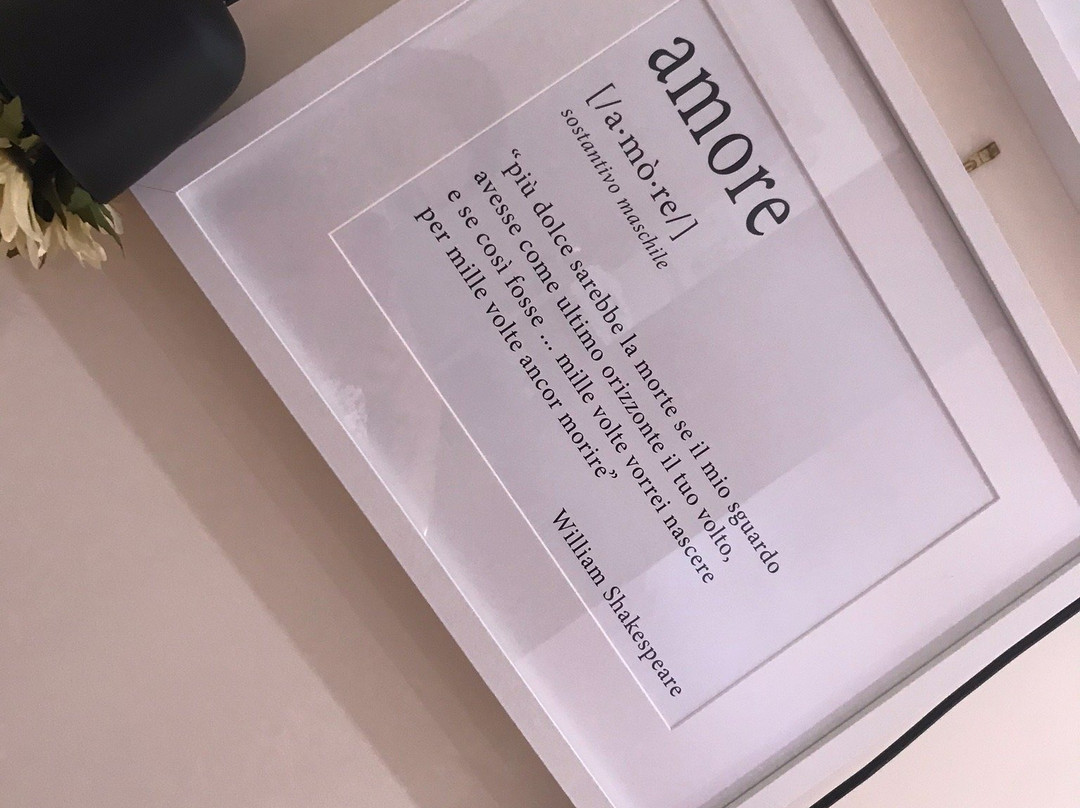 amore
[/a·mò·re/]
sostantivo maschile
“più dolce sarebbe la morte se il mio sguardo
avesse come ultimo orizzonte il tuo volto,
e se così fosse ... mille volte vorrei nascere
per mille volte ancor morire”
William Shakespeare